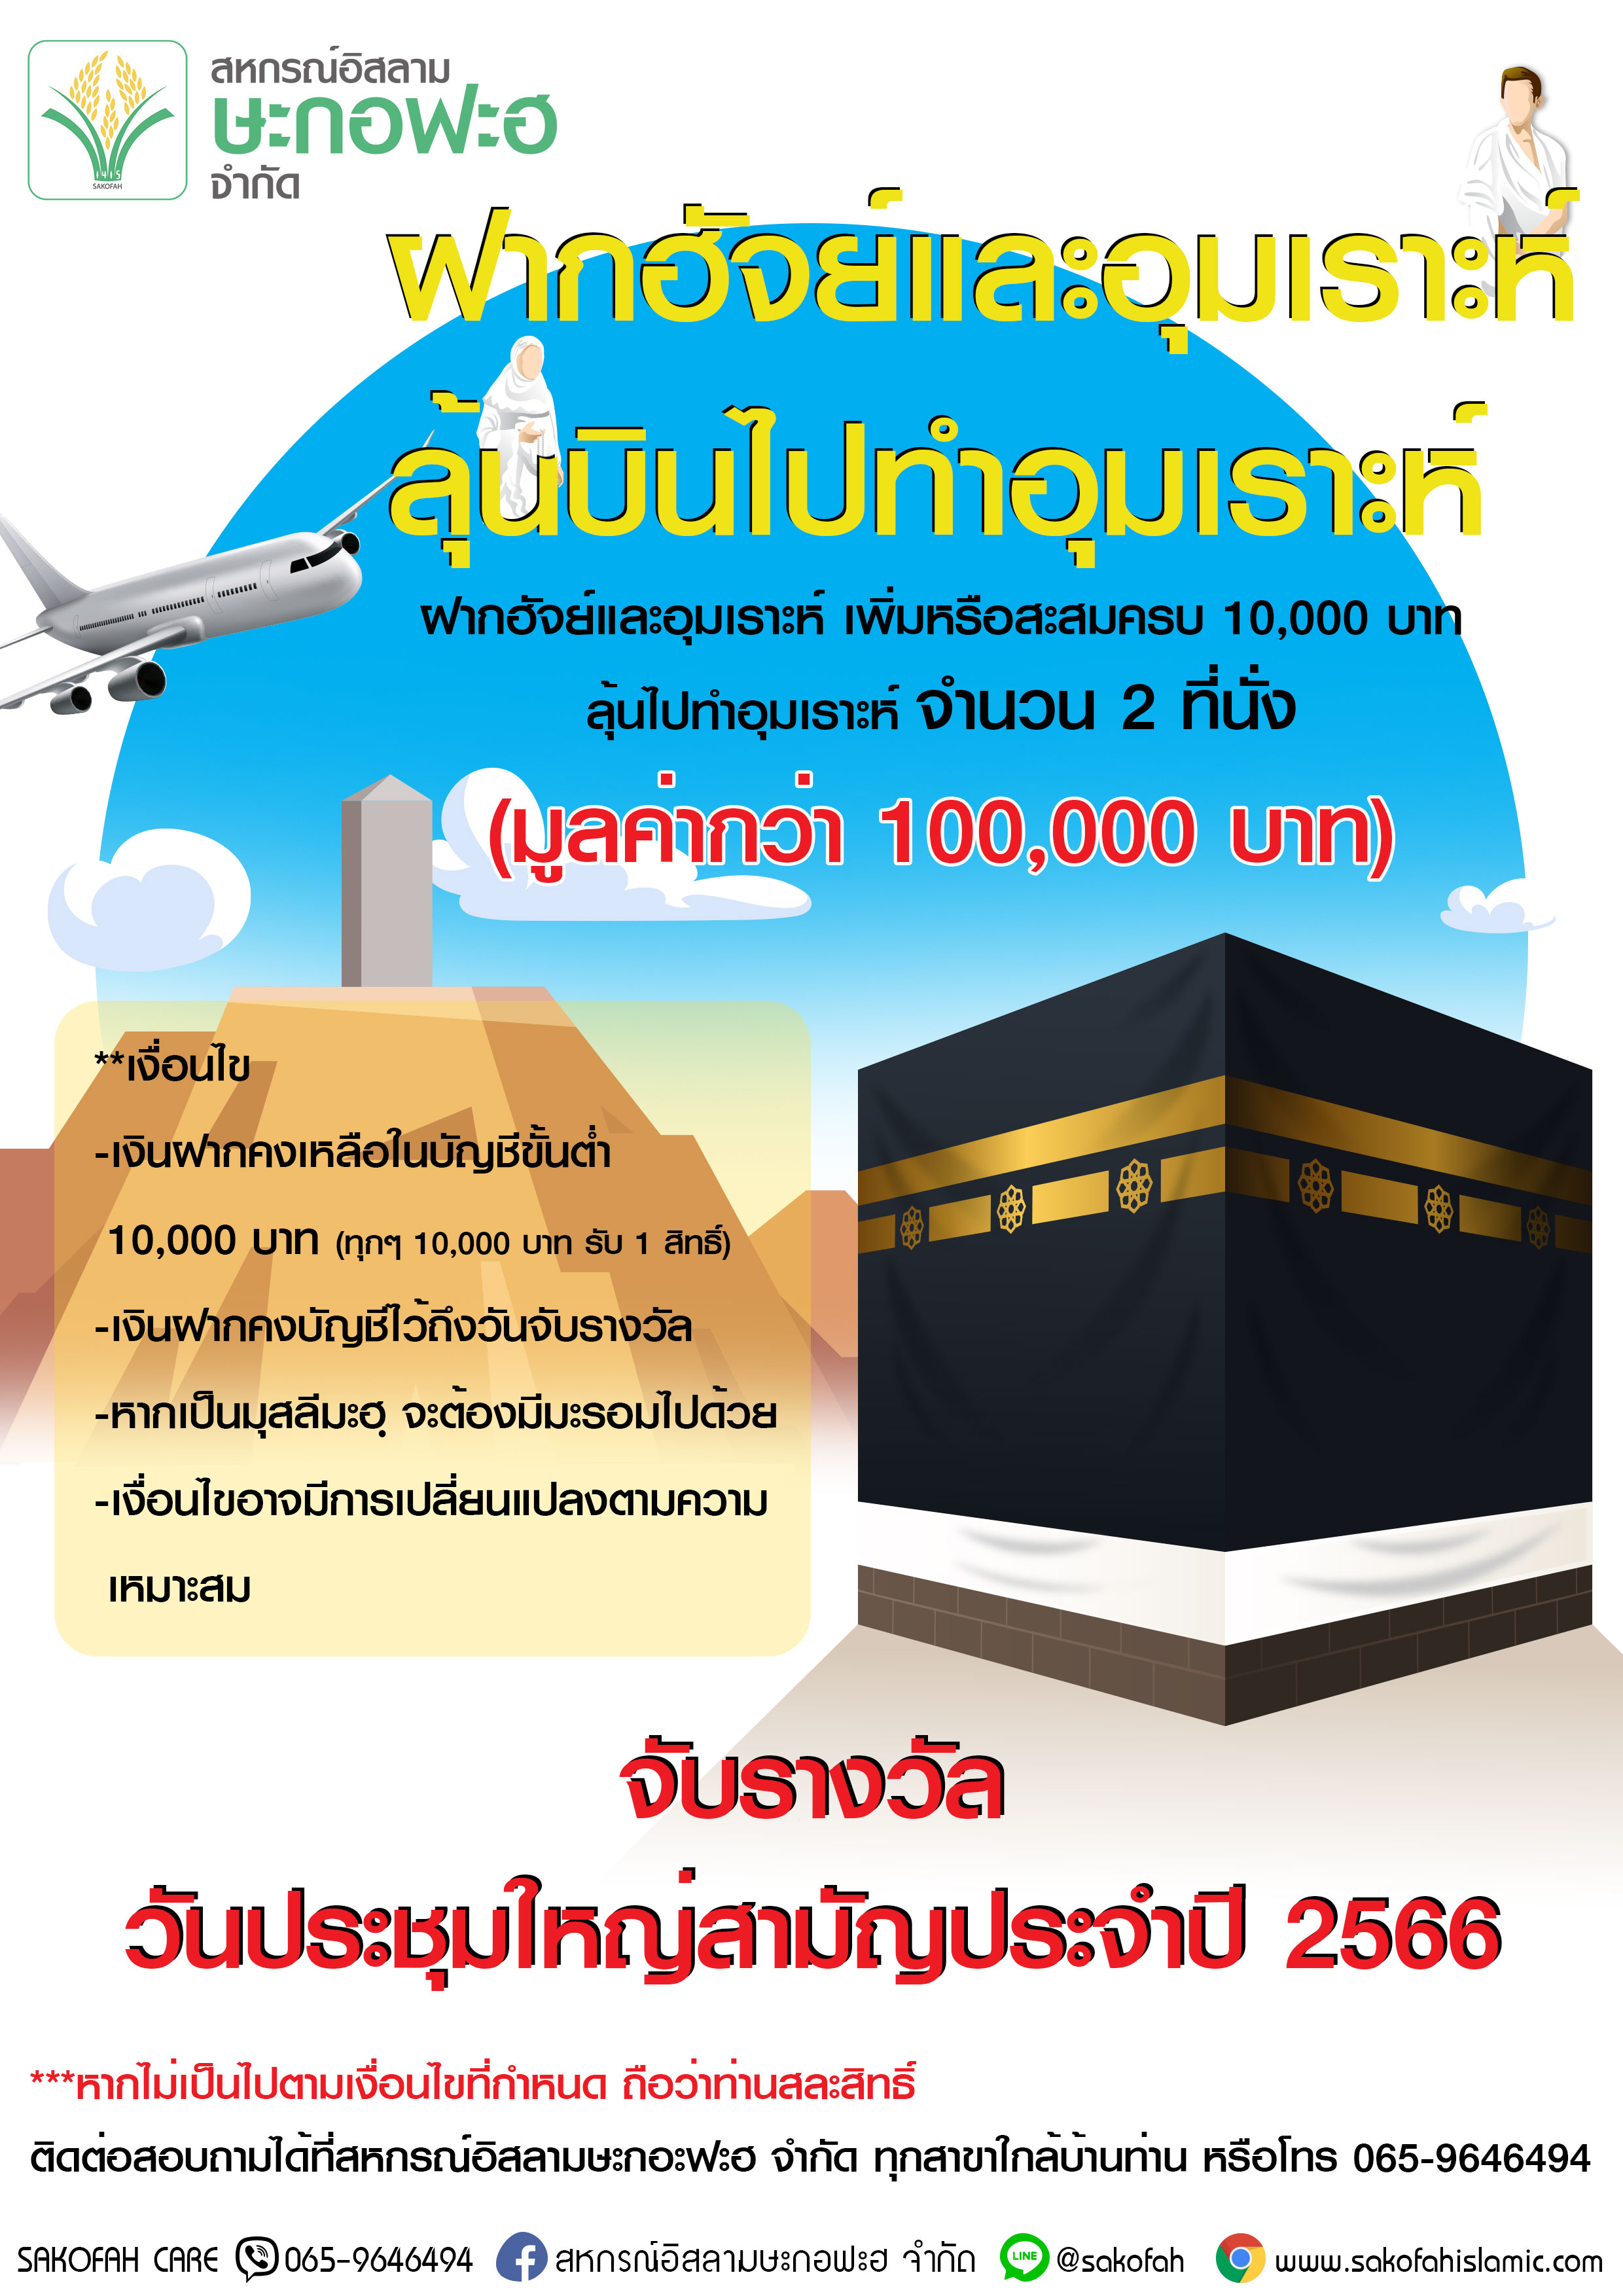 สหกรณ์อิสลาม
ษะกอฟะฮ
จำกัด
1415
SAKOFAH
ฝากฮัจย์และอุมเราะห์
ลุ้นบินไปทำอุมเราะห์
ฝากฮัจย์และอุมเราะห์ เพิ่มหรือสะสมครบ 10,000 บาท
ลุ้นไปทำอุมเราะห์ จำนวน 2 ที่นั่ง
(มูลค่ากว่า 100,000 บาท)
**เงื่อนไข
-เงินฝากคงเหลือในบัญชีขั้นต่ำ
10,000 บาท (ทุกๆ 10,000 บาท รับ 1 สิทธิ์)
-เงินฝากคงบัญชีไว้ถึงวันจับรางวัล
-หากเป็นมุสลีมะฮฺ จะต้องมีมะรอมไปด้วย
-เงื่อนไขอาจมีการเปลี่ยนแปลงตามความ
เหมาะสม
จับรางวัล
วันประชุมใหญ่สามัญประจำปี 2566
***หากไม่เป็นไปตามเงื่อนไขที่กำหนด ถือว่าท่านสละสิทธิ์
ติดต่อสอบถามได้ที่สหกรณ์อิสลามษะกอะฟะฮ จำกัด ทุกสาขาใกล้บ้านท่าน หรือโทร 065-9646494
SAKOFAH CARE 065-9646494 สหกรณ์อิสลามษะกอฟะฮ จำกัด LINE @sakofah www.sakofahislamic.com